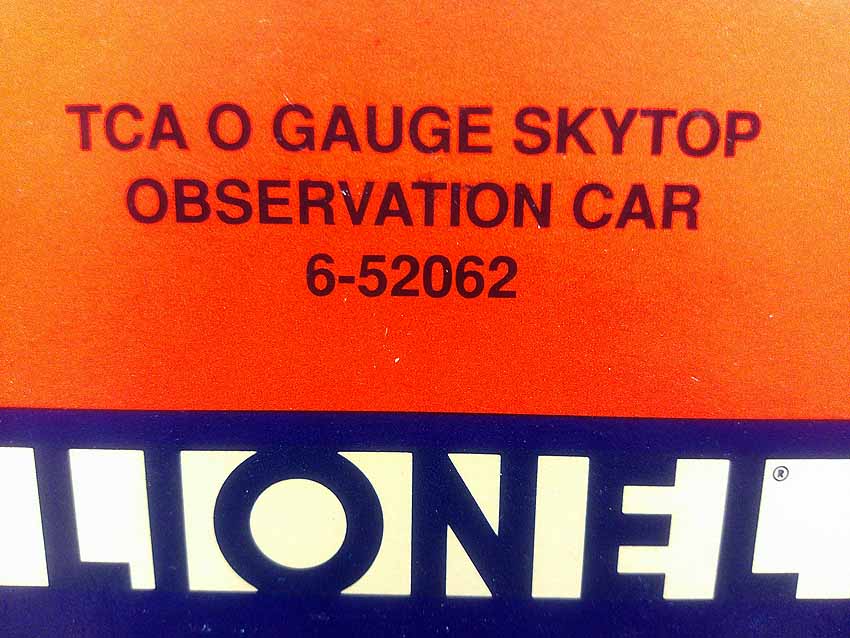 TCA O GAUGE SKYTOP
OBSERVATION CAR
6-52062
LIONEL®